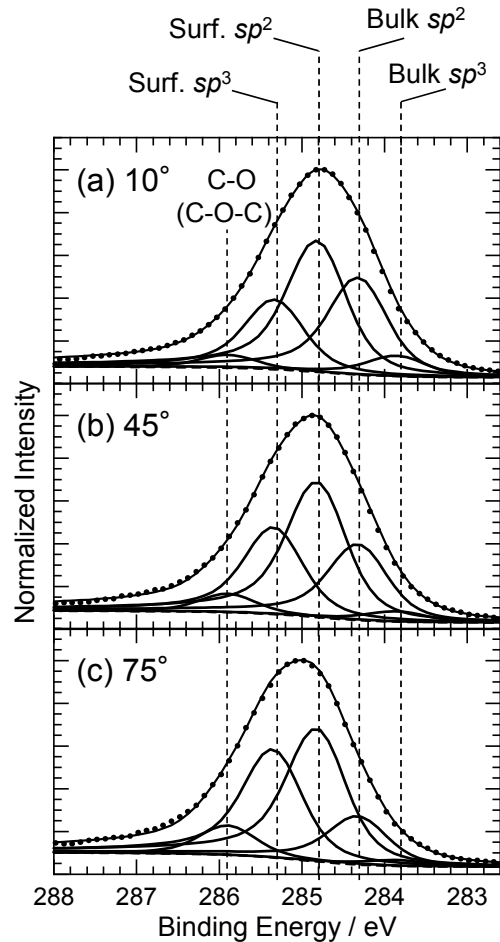 Surf. sp² Bulk sp²
Surf. sp³ Bulk sp³
(a) 10° C-O
(C-O-C)
(b) 45°
(c) 75°
Normalized Intensity
288 287 286 285 284 283
Binding Energy / eV